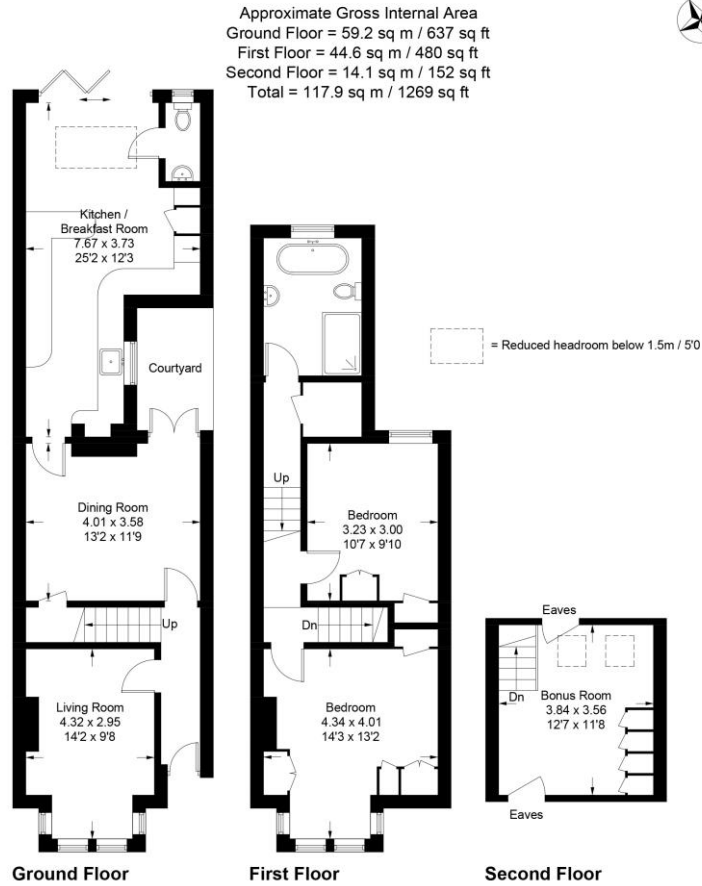 Approximate Gross Internal Area
Ground Floor = 59.2 sq m / 637 sq ft
First Floor = 44.6 sq m / 480 sq ft
Second Floor = 14.1 sq m / 152 sq ft
Total = 117.9 sq m / 1269 sq ft
Kitchen /
Breakfast Room
7.67 x 3.73
25'2 x 12'3
Courtyard
Dining Room
4.01 x 3.58
13'2 x 11'9
Up
Living Room
4.32 x 2.95
14'2 x 9'8
Ground Floor
Up
Bedroom
3.23 x 3.00
10'7 x 9'10
Dn
Bedroom
4.34 x 4.01
14'3 x 13'2
First Floor
= Reduced headroom below 1.5m / 5'0
Eaves
Dn
Bonus Room
3.84 x 3.56
12'7 x 11'8
Eaves
Second Floor